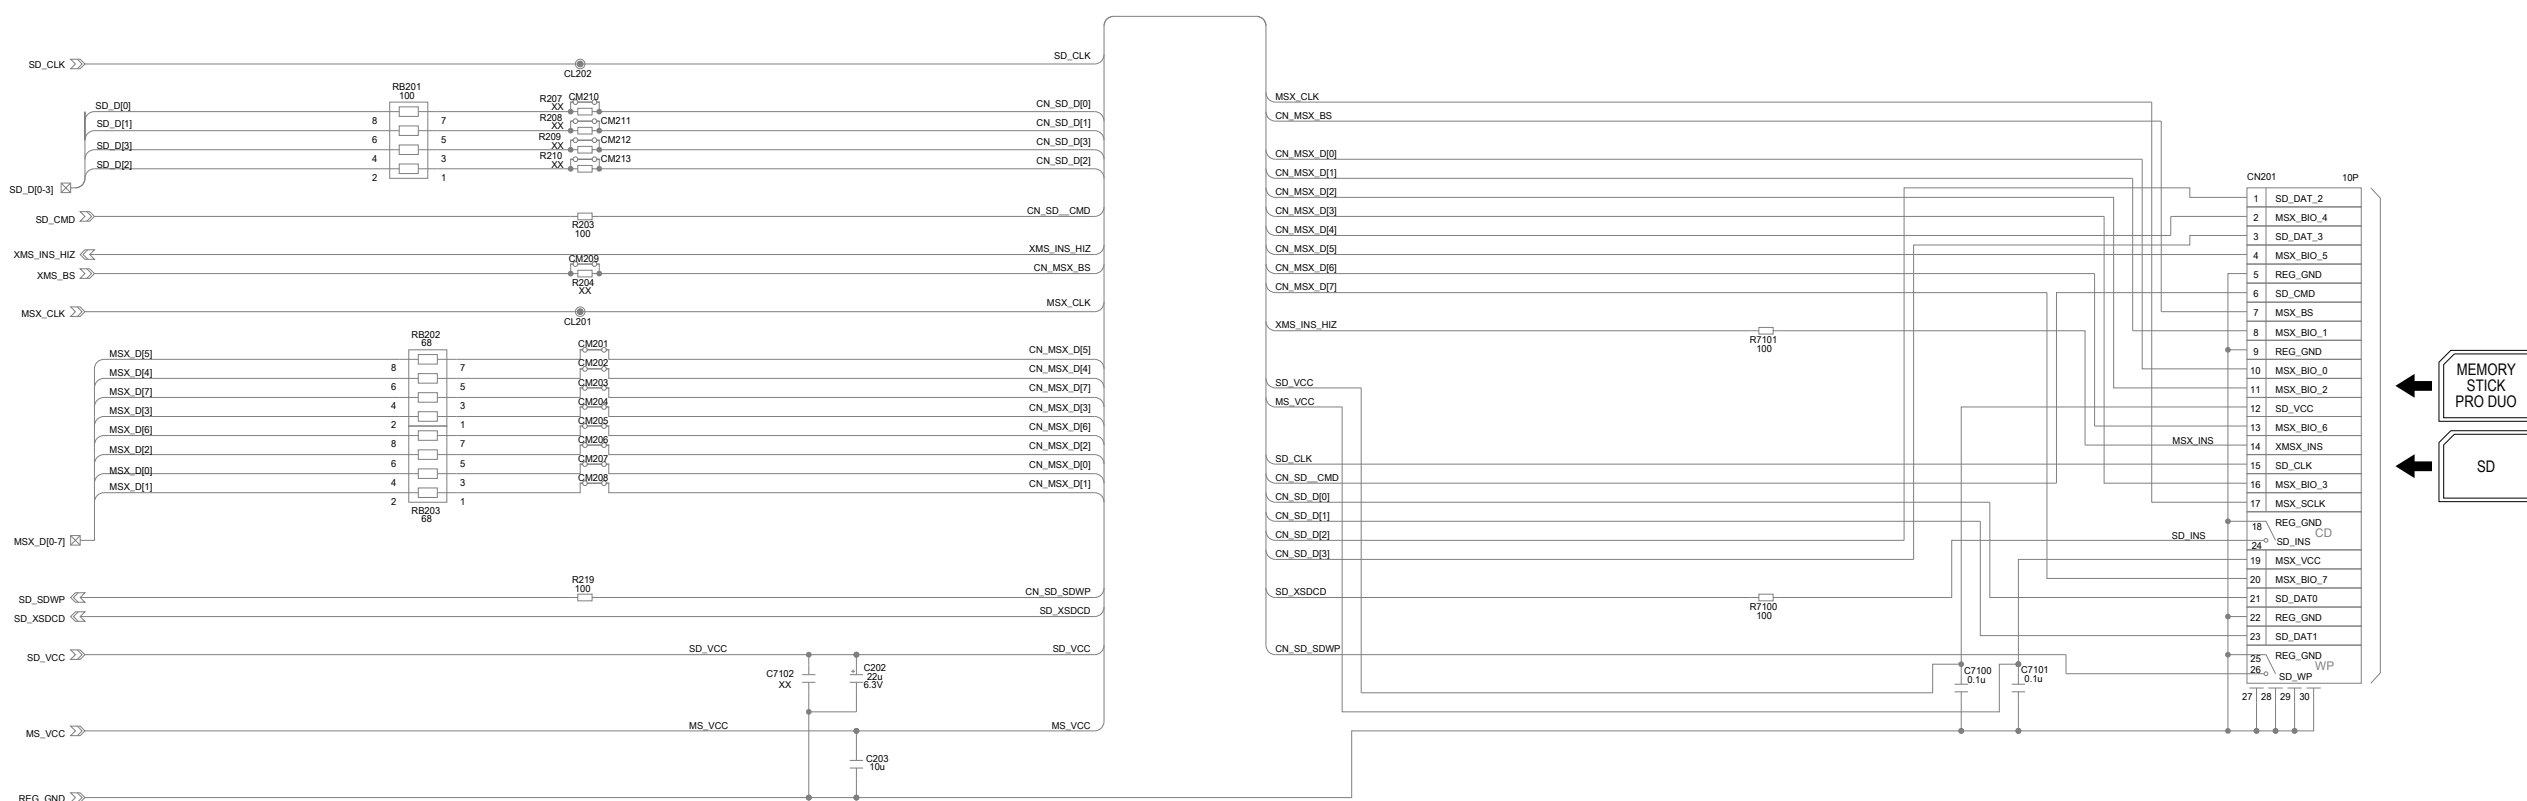 SD_CLK
CL202
SD_CLK
RB201
100
SD_D[0]
SD_D[1]
SD_D[3]
SD_D[2]
8
7
6
5
4
3
2
1
R207
XX
CM210
R208
XX
CM211
R209
XX
CM212
R210
XX
CM213
CN_SD_D[0]
CN_SD_D[1]
CN_SD_D[3]
CN_SD_D[2]
SD_D[0-3]
SD_CMD
R203
100
CN_SD__CMD
XMS_INS_HIZ
XMS_INS_HIZ
XMS_BS
CM209
R204
XX
CN_MSX_BS
MSX_CLK
CL201
MSX_CLK
RB202
68
MSX_D[5]
MSX_D[4]
MSX_D[7]
MSX_D[3]
MSX_D[6]
MSX_D[2]
MSX_D[0]
MSX_D[1]
8
7
6
5
4
3
2
1
8
7
6
5
4
3
2
1
RB203
68
CM201
CM202
CM203
CM204
CM205
CM206
CM207
CM208
CN_MSX_D[5]
CN_MSX_D[4]
CN_MSX_D[7]
CN_MSX_D[3]
CN_MSX_D[6]
CN_MSX_D[2]
CN_MSX_D[0]
CN_MSX_D[1]
MSX_D[0-7]
SD_SDWP
R219
100
CN_SD_SDWP
SD_XSDCD
SD_XSDCD
SD_VCC
SD_VCC
SD_VCC
C7102
XX
+
C202
22u
6.3V
MS_VCC
MS_VCC
MS_VCC
C203
10u
REG_GND
MSX_CLK
CN_MSX_BS
CN_MSX_D[0]
CN_MSX_D[1]
CN_MSX_D[2]
CN_MSX_D[3]
CN_MSX_D[4]
CN_MSX_D[5]
CN_MSX_D[6]
CN_MSX_D[7]
XMS_INS_HIZ
R7101
100
SD_VCC
MS_VCC
SD_CLK
CN_SD__CMD
CN_SD_D[0]
CN_SD_D[1]
CN_SD_D[2]
CN_SD_D[3]
SD_XSDCD
R7100
100
CN_SD_SDWP
C7100
0.1u
C7101
0.1u
MSX_INS
SD_INS
CN201 10P
1 SD_DAT_2
2 MSX_BIO_4
3 SD_DAT_3
4 MSX_BIO_5
5 REG_GND
6 SD_CMD
7 MSX_BS
8 MSX_BIO_1
9 REG_GND
10 MSX_BIO_0
11 MSX_BIO_2
12 SD_VCC
13 MSX_BIO_6
14 XMSX_INS
15 SD_CLK
16 MSX_BIO_3
17 MSX_SCLK
18 REG_GND
CD
24 SD_INS
19 MSX_VCC
20 MSX_BIO_7
21 SD_DAT0
22 REG_GND
23 SD_DAT1
25 REG_GND
WP
26 SD_WP
27 28 29 30
MEMORY
STICK
PRO DUO
SD